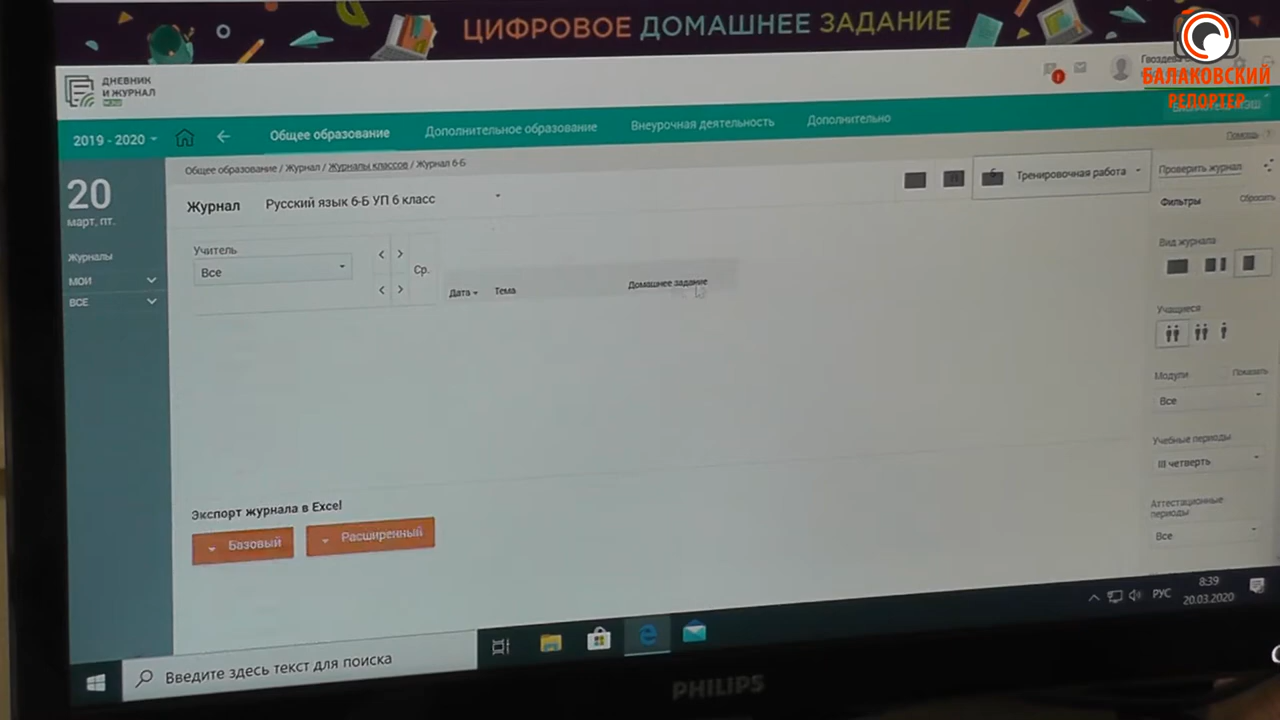 ЦИФРОВОЕ ДОМАШНЕЕ ЗАДАНИЕ
БАЛАКОВСКИЙ
РЕПОРТЕР
ДНЕВНИК
И ЖУРНАЛ
Гвоздева
2019 - 2020
Общее образование
Дополнительное образование
Внеурочная деятельность
Дополнительно
Помощь
20
март, пт.
Журналы
МОИ
ВСЕ
Общее образование / Журнал / Журналы классов / Журнал 6-Б
Журнал
Русский язык 6-Б УП 6 класс
Тренировочная работа
Учитель
Все
Ср.
Дата
Тема
Домашнее задание
Экспорт журнала в Excel
Базовый
Расширенный
Проверить журнал
Фильтры
Сбросить
Вид журнала
Учащиеся
Модули
Показать
Все
Учебные периоды
III четверть
Аттестационные
периоды
Все
Введите здесь текст для поиска
РУС
8:39
20.03.2020
PHILIPS